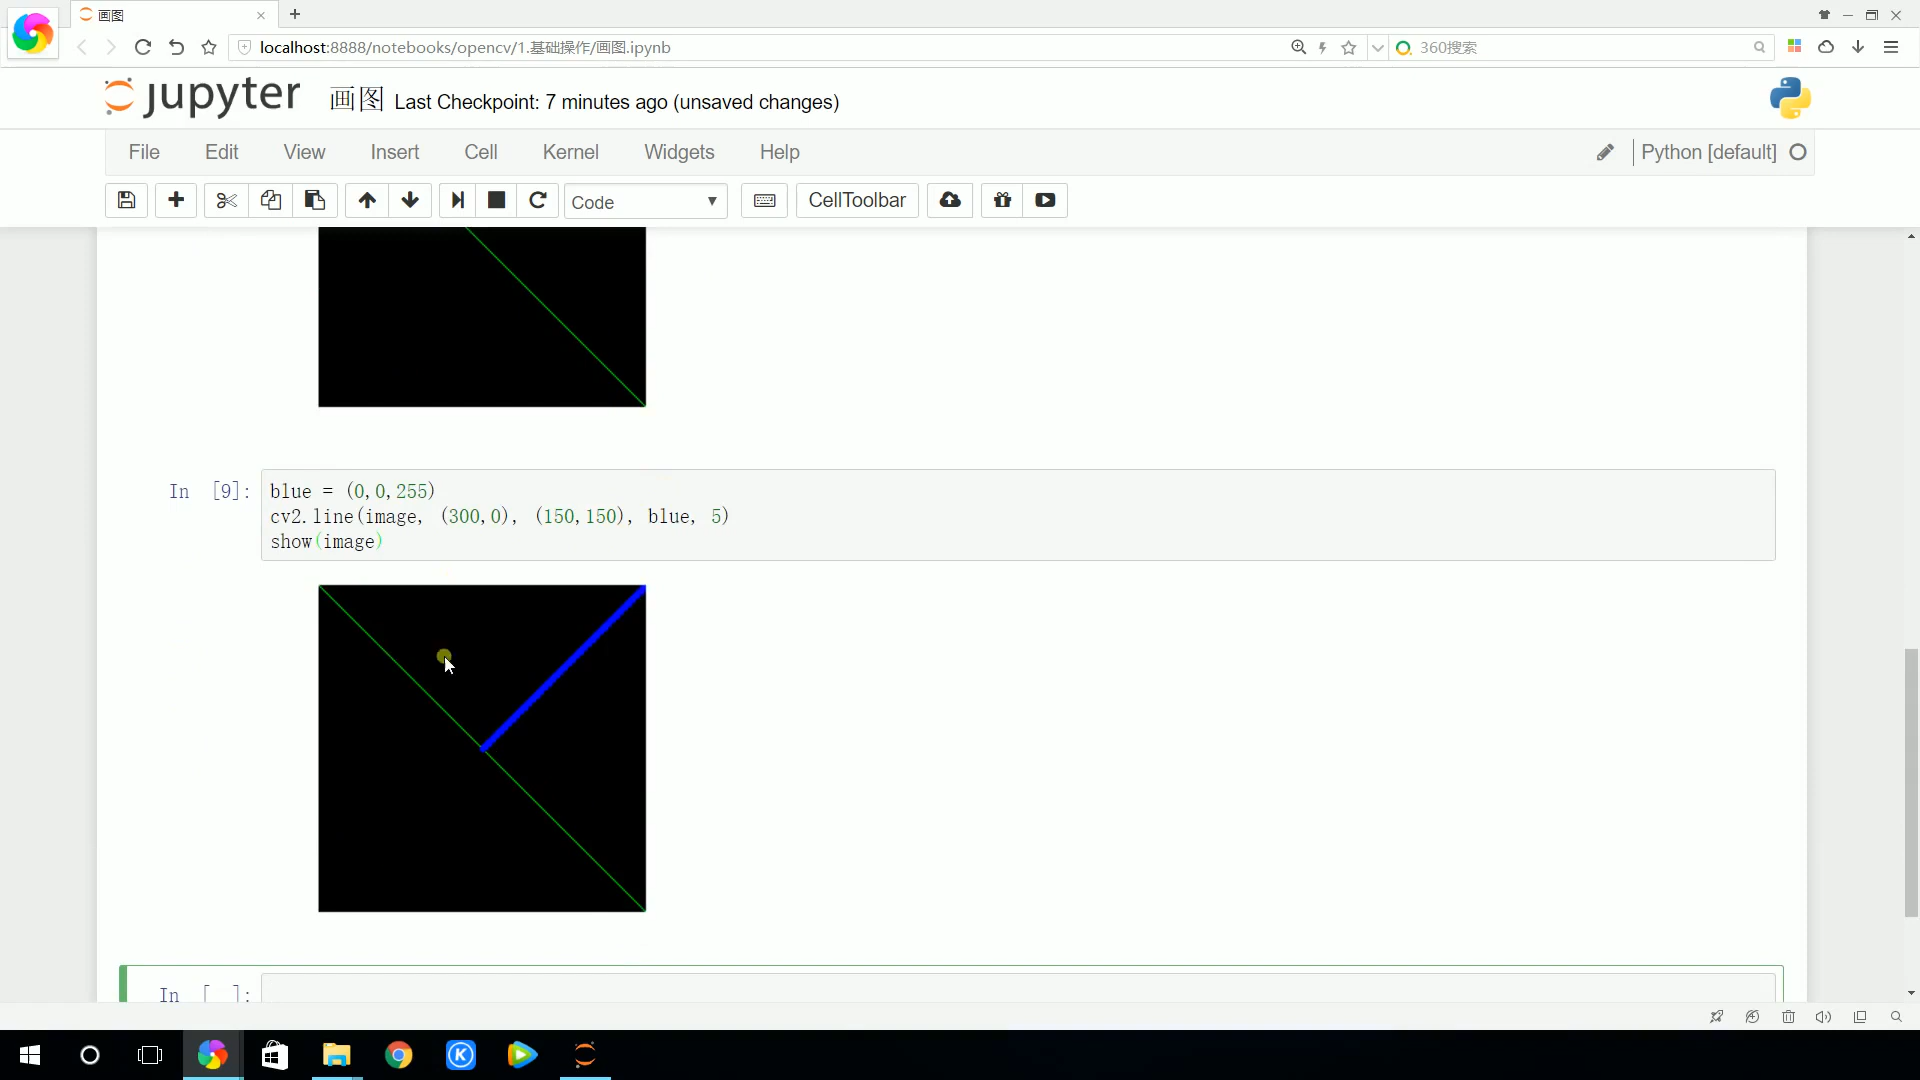 画图
localhost:8888/notebooks/opencv/1.基础操作/画图.ipynb
360搜索
jupyter 画图 Last Checkpoint: 7 minutes ago (unsaved changes)
File Edit View Insert Cell Kernel Widgets Help Python [default]
Code CellToolbar
In [9]: blue = (0,0,255)
cv2.line(image, (300,0), (150,150), blue, 5)
show(image)
In [ ]: